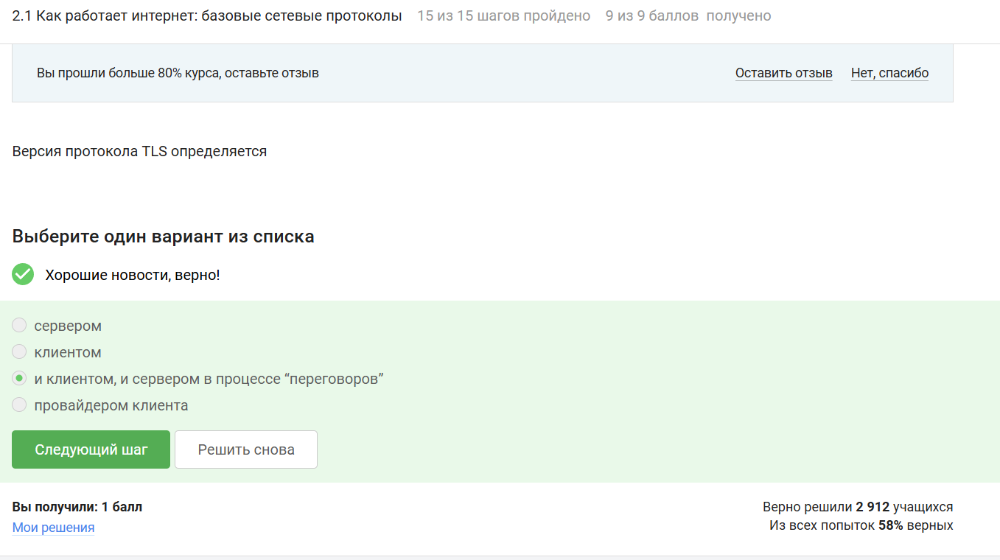 2.1 Как работает интернет: базовые сетевые протоколы 15 из 15 шагов пройдено 9 из 9 баллов получено
Вы прошли больше 80% курса, оставьте отзыв Оставить отзыв Нет, спасибо
Версия протокола TLS определяется
Выберите один вариант из списка
Хорошие новости, верно!
сервером
клиентом
и клиентом, и сервером в процессе “переговоров”
провайдером клиента
Следующий шаг Решить снова
Вы получили: 1 балл Верно решили 2 912 учащихся
Мои решения Из всех попыток 58% верных